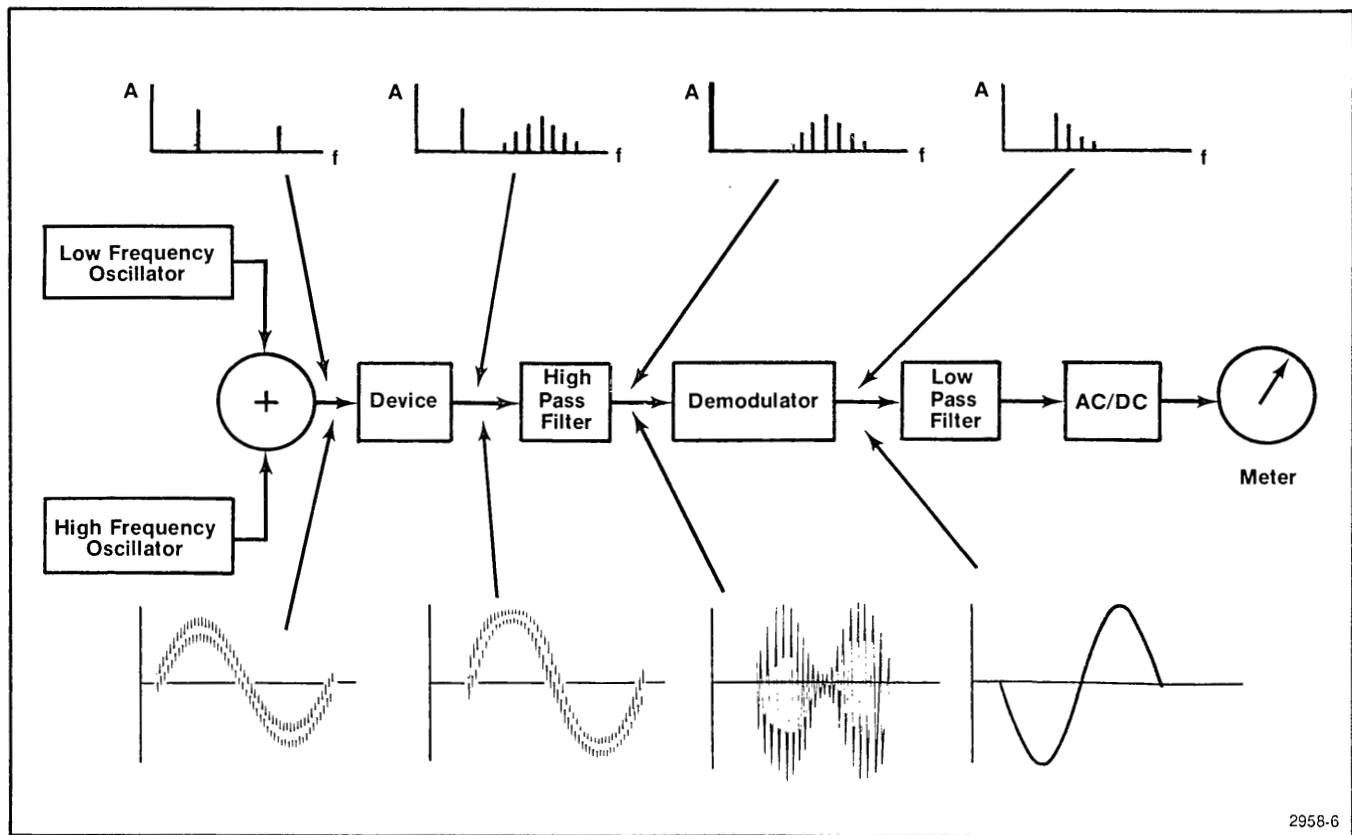 A
f
A
f
A
f
A
f
Low Frequency
Oscillator
+
Device
High
Pass
Filter
Demodulator
Low
Pass
Filter
AC/DC
Meter
High Frequency
Oscillator
2958-6